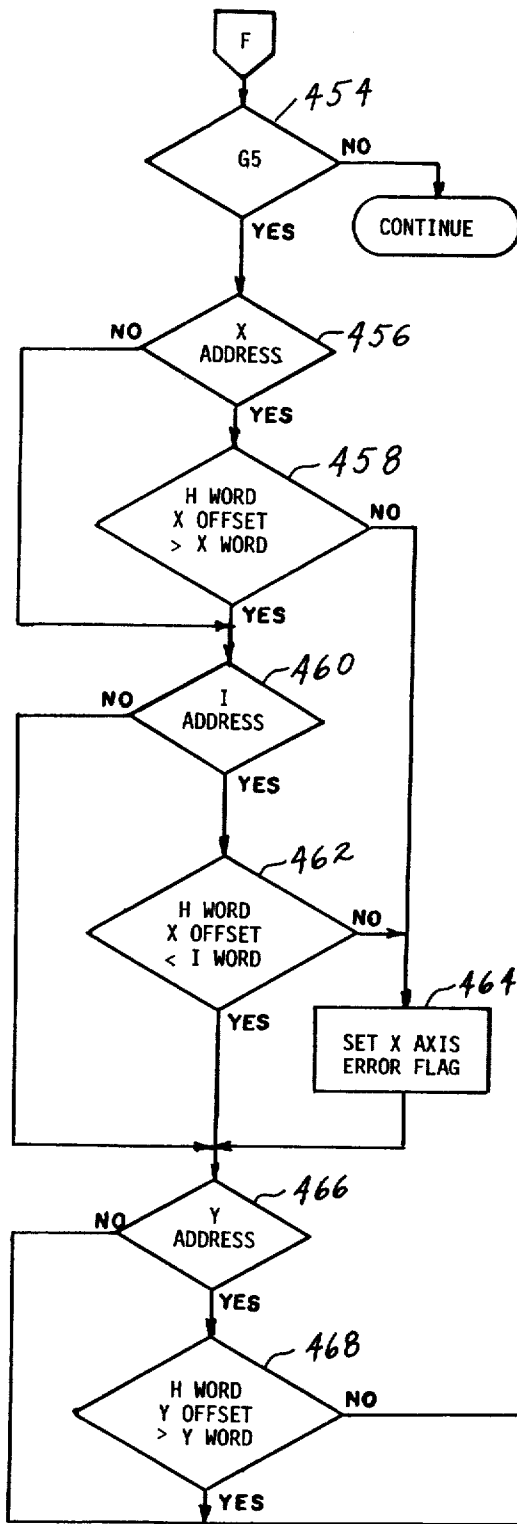 F
454
G5
NO
YES
CONTINUE
NO
X
ADDRESS
456
YES
458
H WORD
X OFFSET
> X WORD
NO
YES
460
NO
I
ADDRESS
YES
462
H WORD
X OFFSET
< I WORD
NO
464
YES
SET X AXIS
ERROR FLAG
466
NO
Y
ADDRESS
YES
468
H WORD
Y OFFSET
> Y WORD
NO
YES